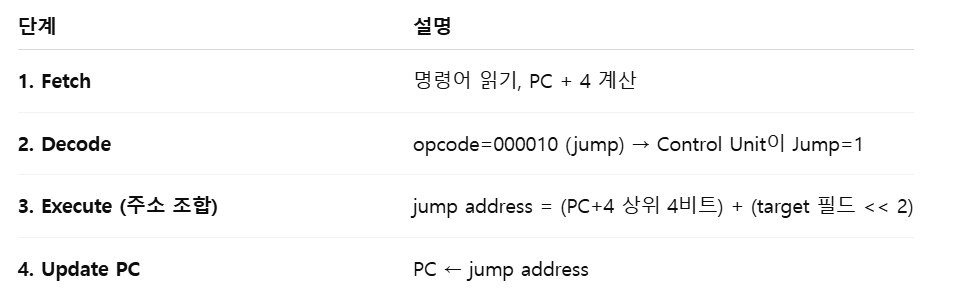 단계 설명
1. Fetch 명령어 읽기, PC + 4 계산
2. Decode opcode=000010 (jump) → Control Unit이 Jump=1
3. Execute (주소 조합) jump address = (PC+4 상위 4비트) + (target 필드 << 2)
4. Update PC PC ← jump address